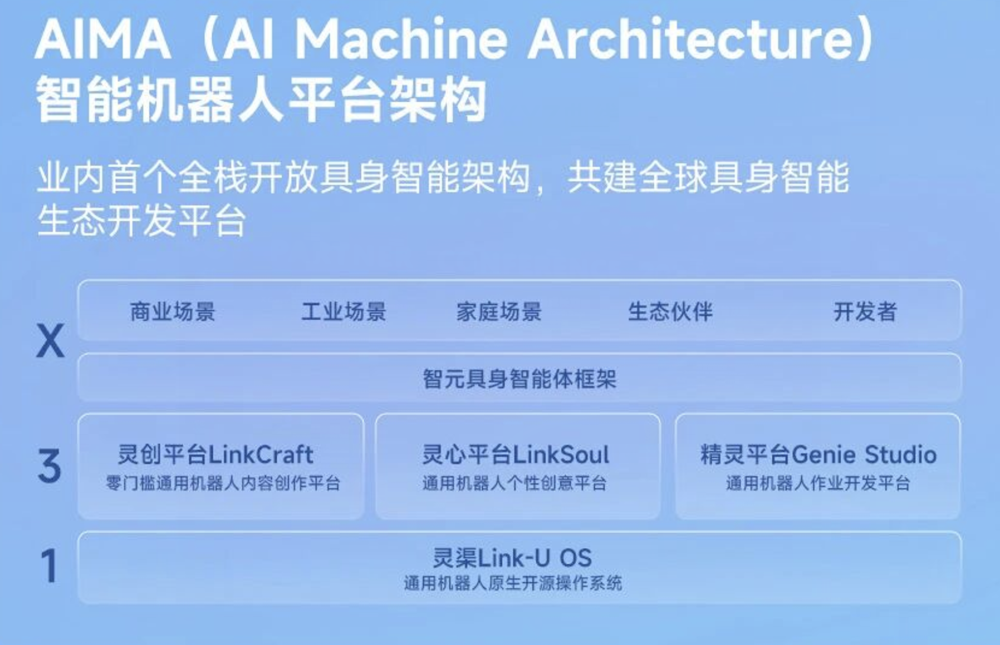 AIMA（AI Machine Architecture）
智能机器人平台架构
业内首个全栈开放具身智能架构，共建全球具身智能
生态开发平台
X
商业场景 工业场景 家庭场景 生态伙伴 开发者
智元具身智能体框架
3
灵创平台LinkCraft
零门槛通用机器人内容创作平台
灵心平台LinkSoul
通用机器人个性创意平台
精灵平台Genie Studio
通用机器人作业开发平台
1
灵渠Link-U OS
通用机器人原生开源操作系统